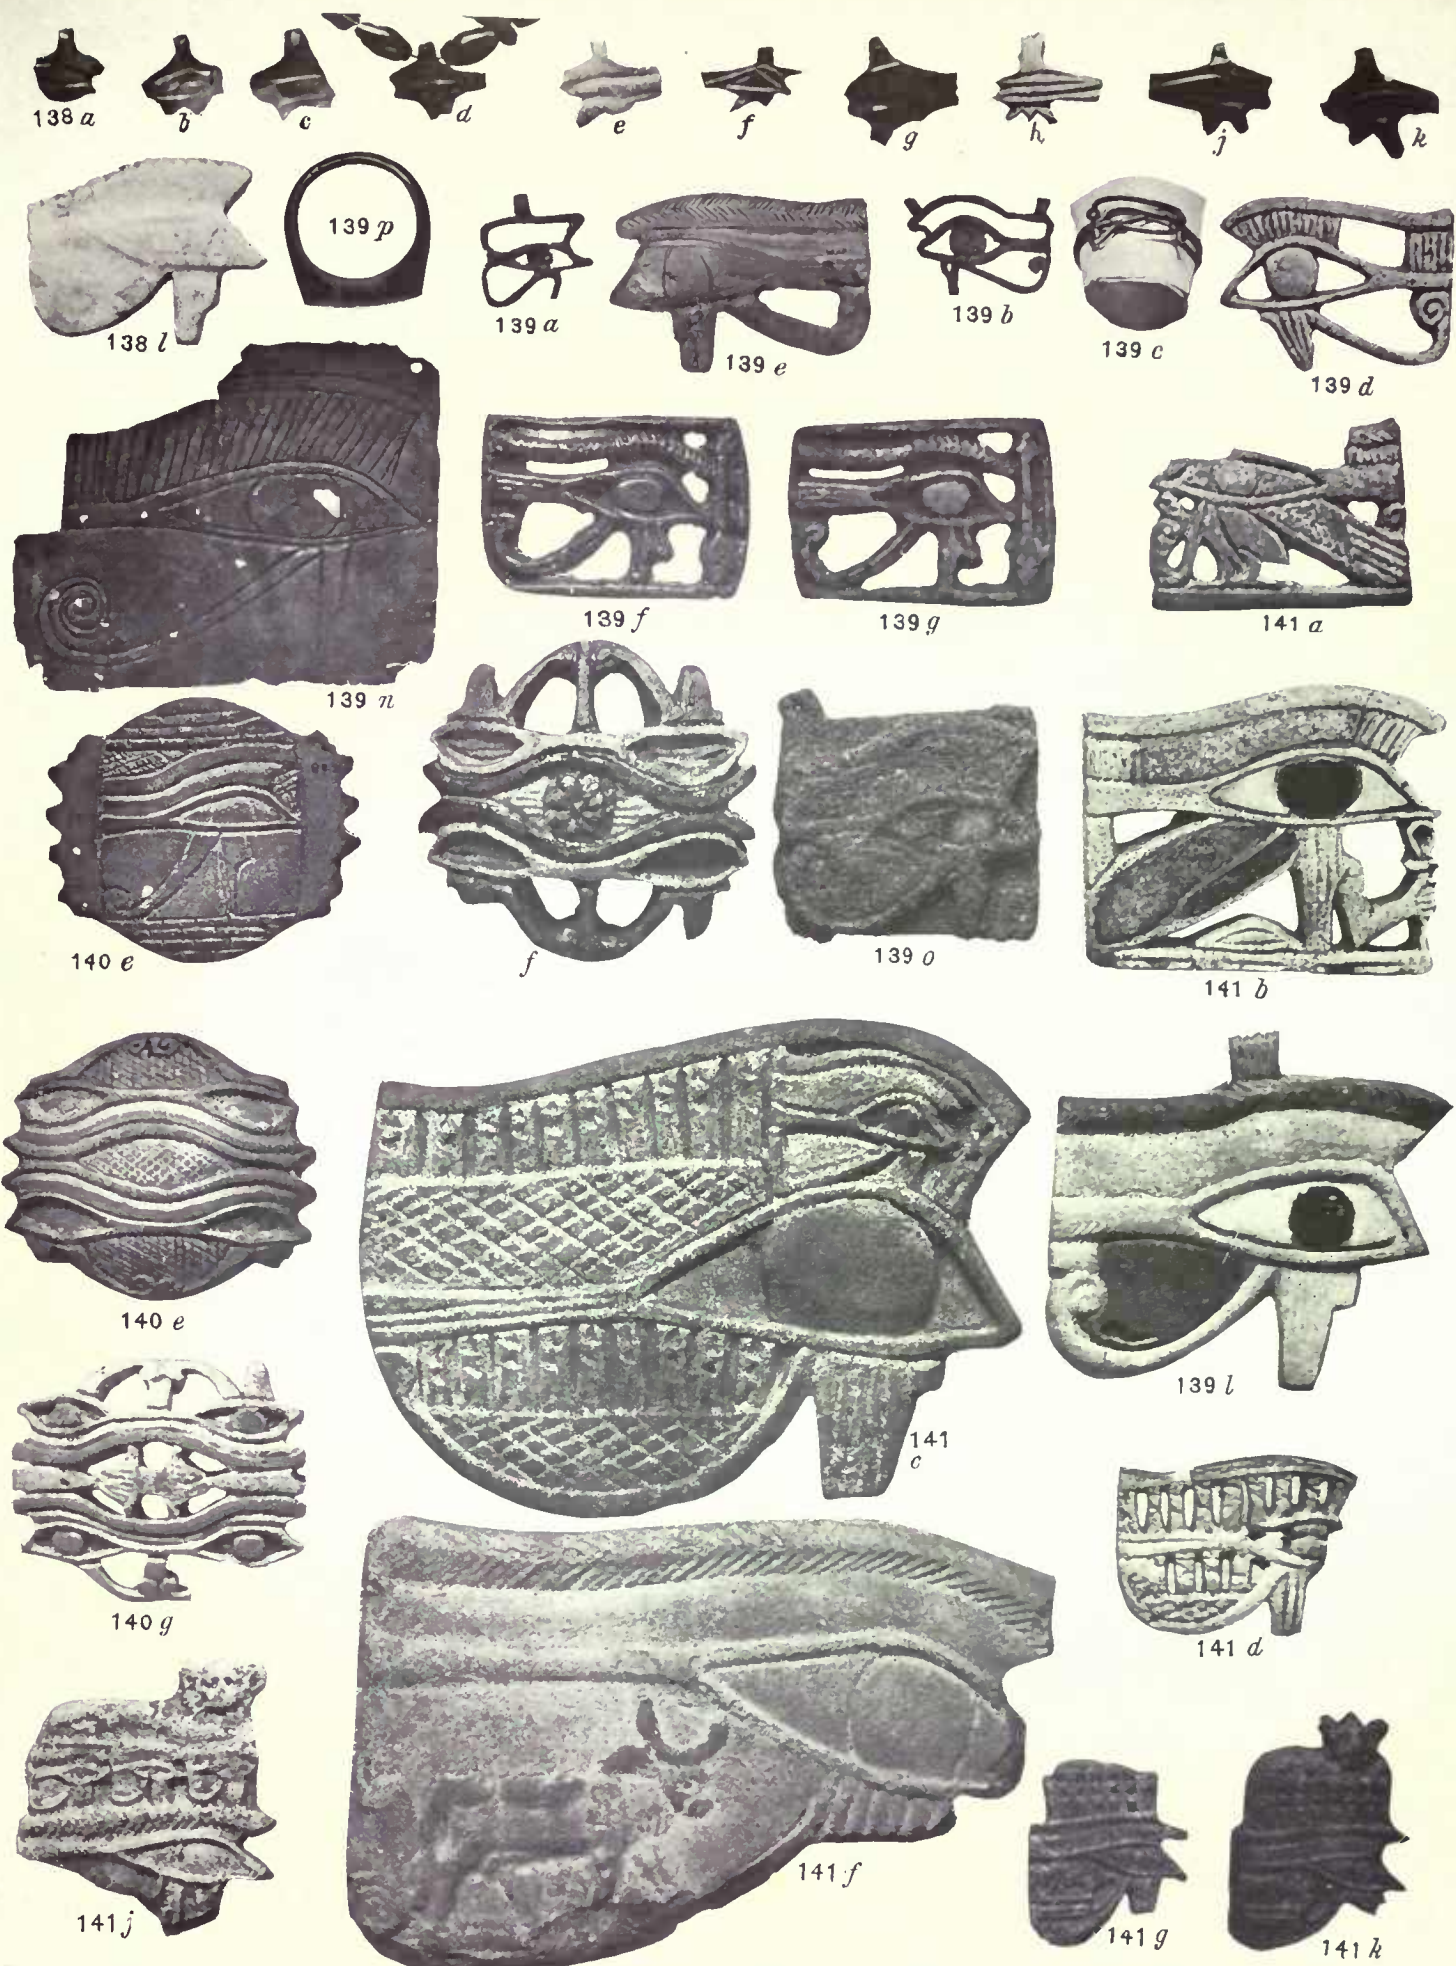 138 a b c d e f g h j k
138 l 139 p 139 a 139 e 139 b 139 c 139 d
139 n 139 f 139 g 141 a
140 e f 139 o 141 b
140 e 141 c 139 l
140 g 141 d
141 j 141 f 141 g 141 k